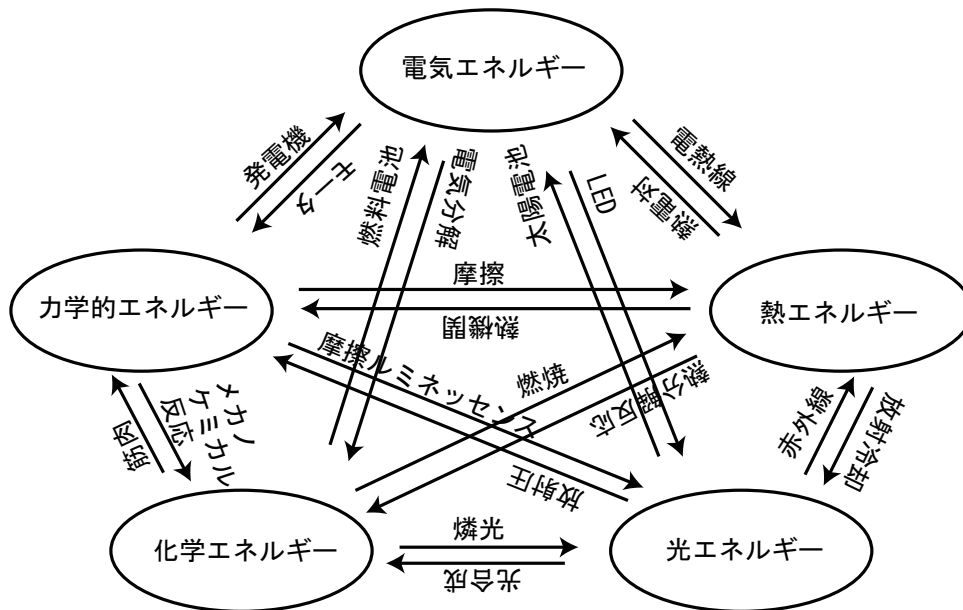 電気エネルギー
発電機
モータ
燃料電池
電気分解
太陽電池
LED
電熱線
熱電対
力学的エネルギー
摩擦
熱機関
熱エネルギー
摩擦ルミネッセンス
放射圧
燃焼
熱分解反応
筋肉
メカノ
ケミカル
反応
赤外線
放射冷却
化学エネルギー
燐光
光合成
光エネルギー